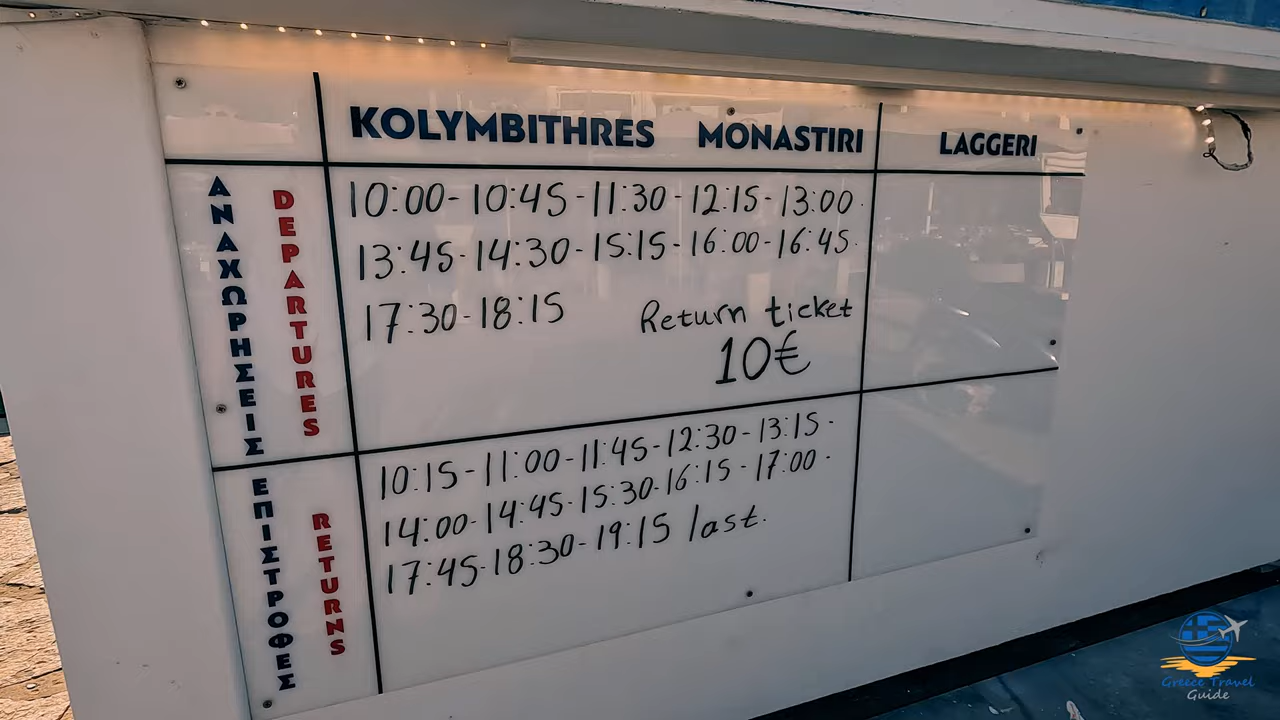 KOLYMBITHRES MONASTIRI LAGGERI
ΑΝΑΧΩΡΗΣΕΙΣ
DEPARTURES
10:00-10:45-11:30-12:15-13:00
13:45-14:30-15:15-16:00-16:45
17:30-18:15
Return ticket
10€
ΕΠΙΣΤΡΟΦΕΣ
RETURNS
10:15-11:00-11:45-12:30-13:15-
14:00-14:45-15:30-16:15-17:00-
17:45-18:30-19:15 last.
Greece Travel
Guide